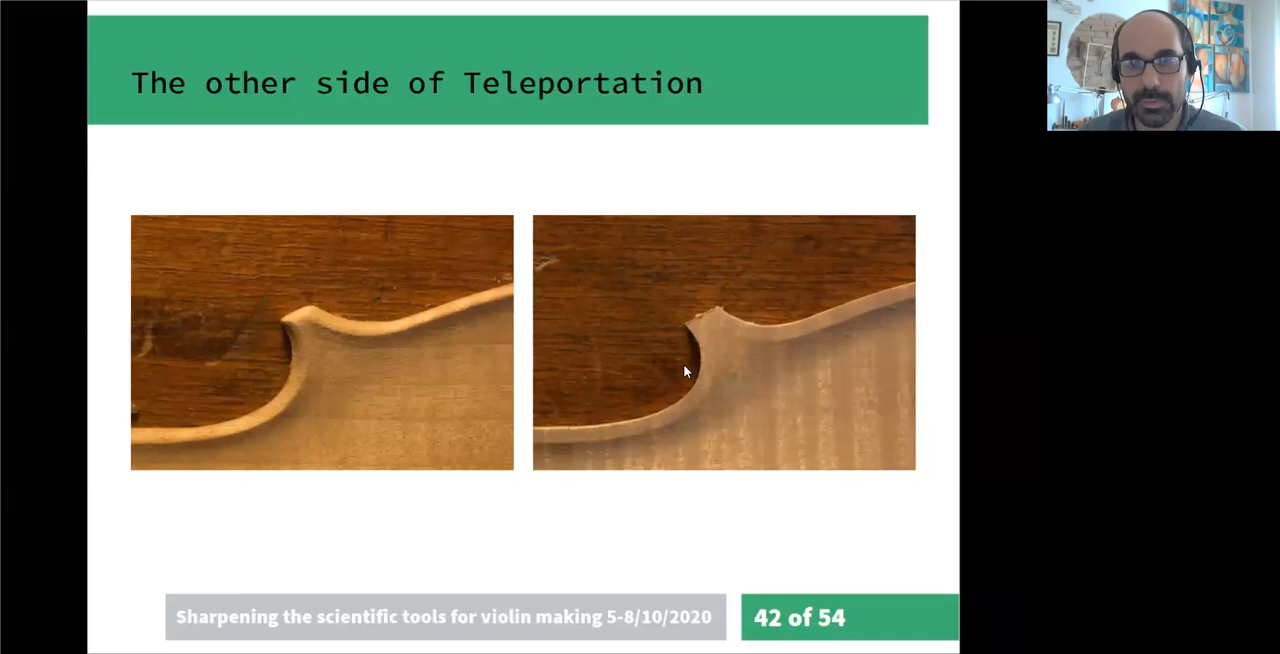 The other side of Teleportation
Sharpening the scientific tools for violin making 5-8/10/2020
42 of 54